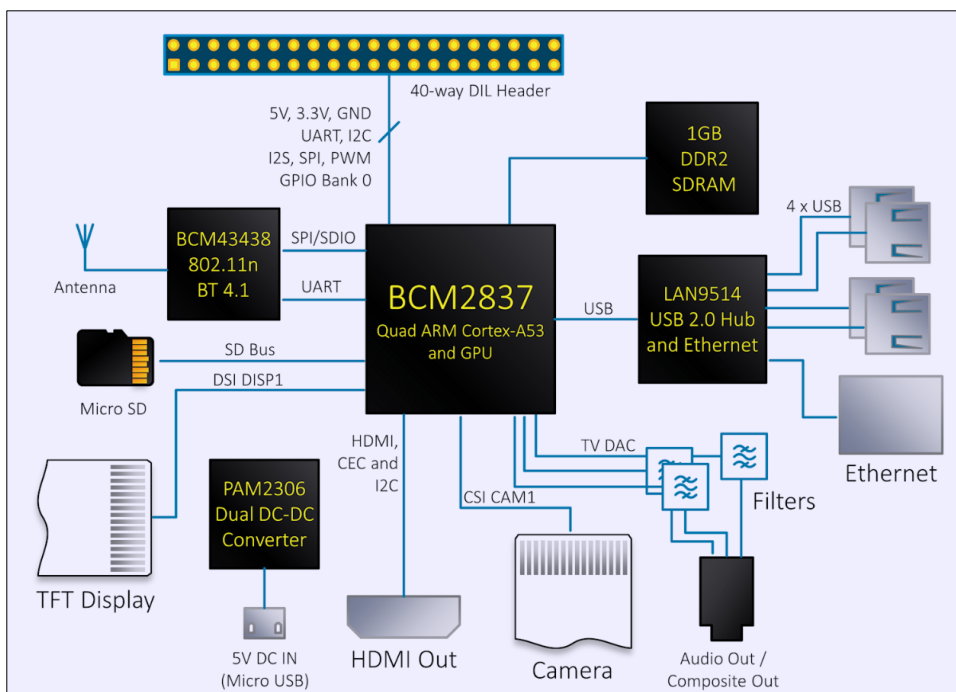 40-way DIL Header
5V, 3.3V, GND
UART, I2C
I2S, SPI, PWM
GPIO Bank 0
1GB
DDR2
SDRAM
4 x USB
BCM43438
802.11n
BT 4.1
SPI/SDIO
UART
Antenna
BCM2837
Quad ARM Cortex-A53
and GPU
USB
LAN9514
USB 2.0 Hub
and Ethernet
SD Bus
Micro SD
DSI DISP1
HDMI,
CEC and
I2C
TV DAC
Ethernet
Filters
PAM2306
Dual DC-DC
Converter
CSI CAM1
TFT Display
5V DC IN
(Micro USB)
HDMI Out
Camera
Audio Out /
Composite Out